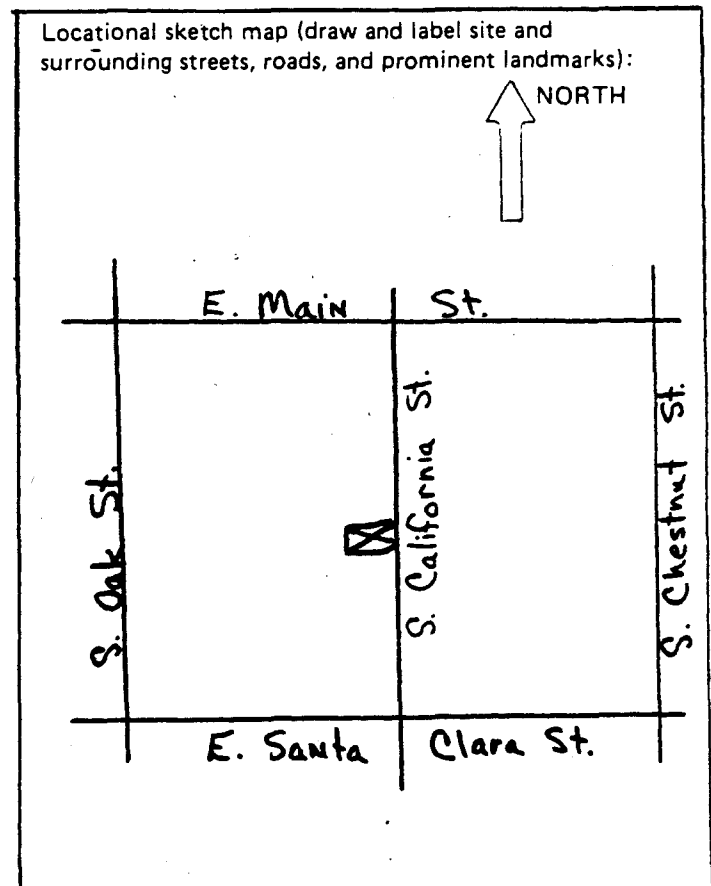 Locational sketch map (draw and label site and
surrounding streets, roads, and prominent landmarks):
NORTH
E. Main St.
S. Oak St.
S. California St.
S. Chestnut St.
E. Santa Clara St.